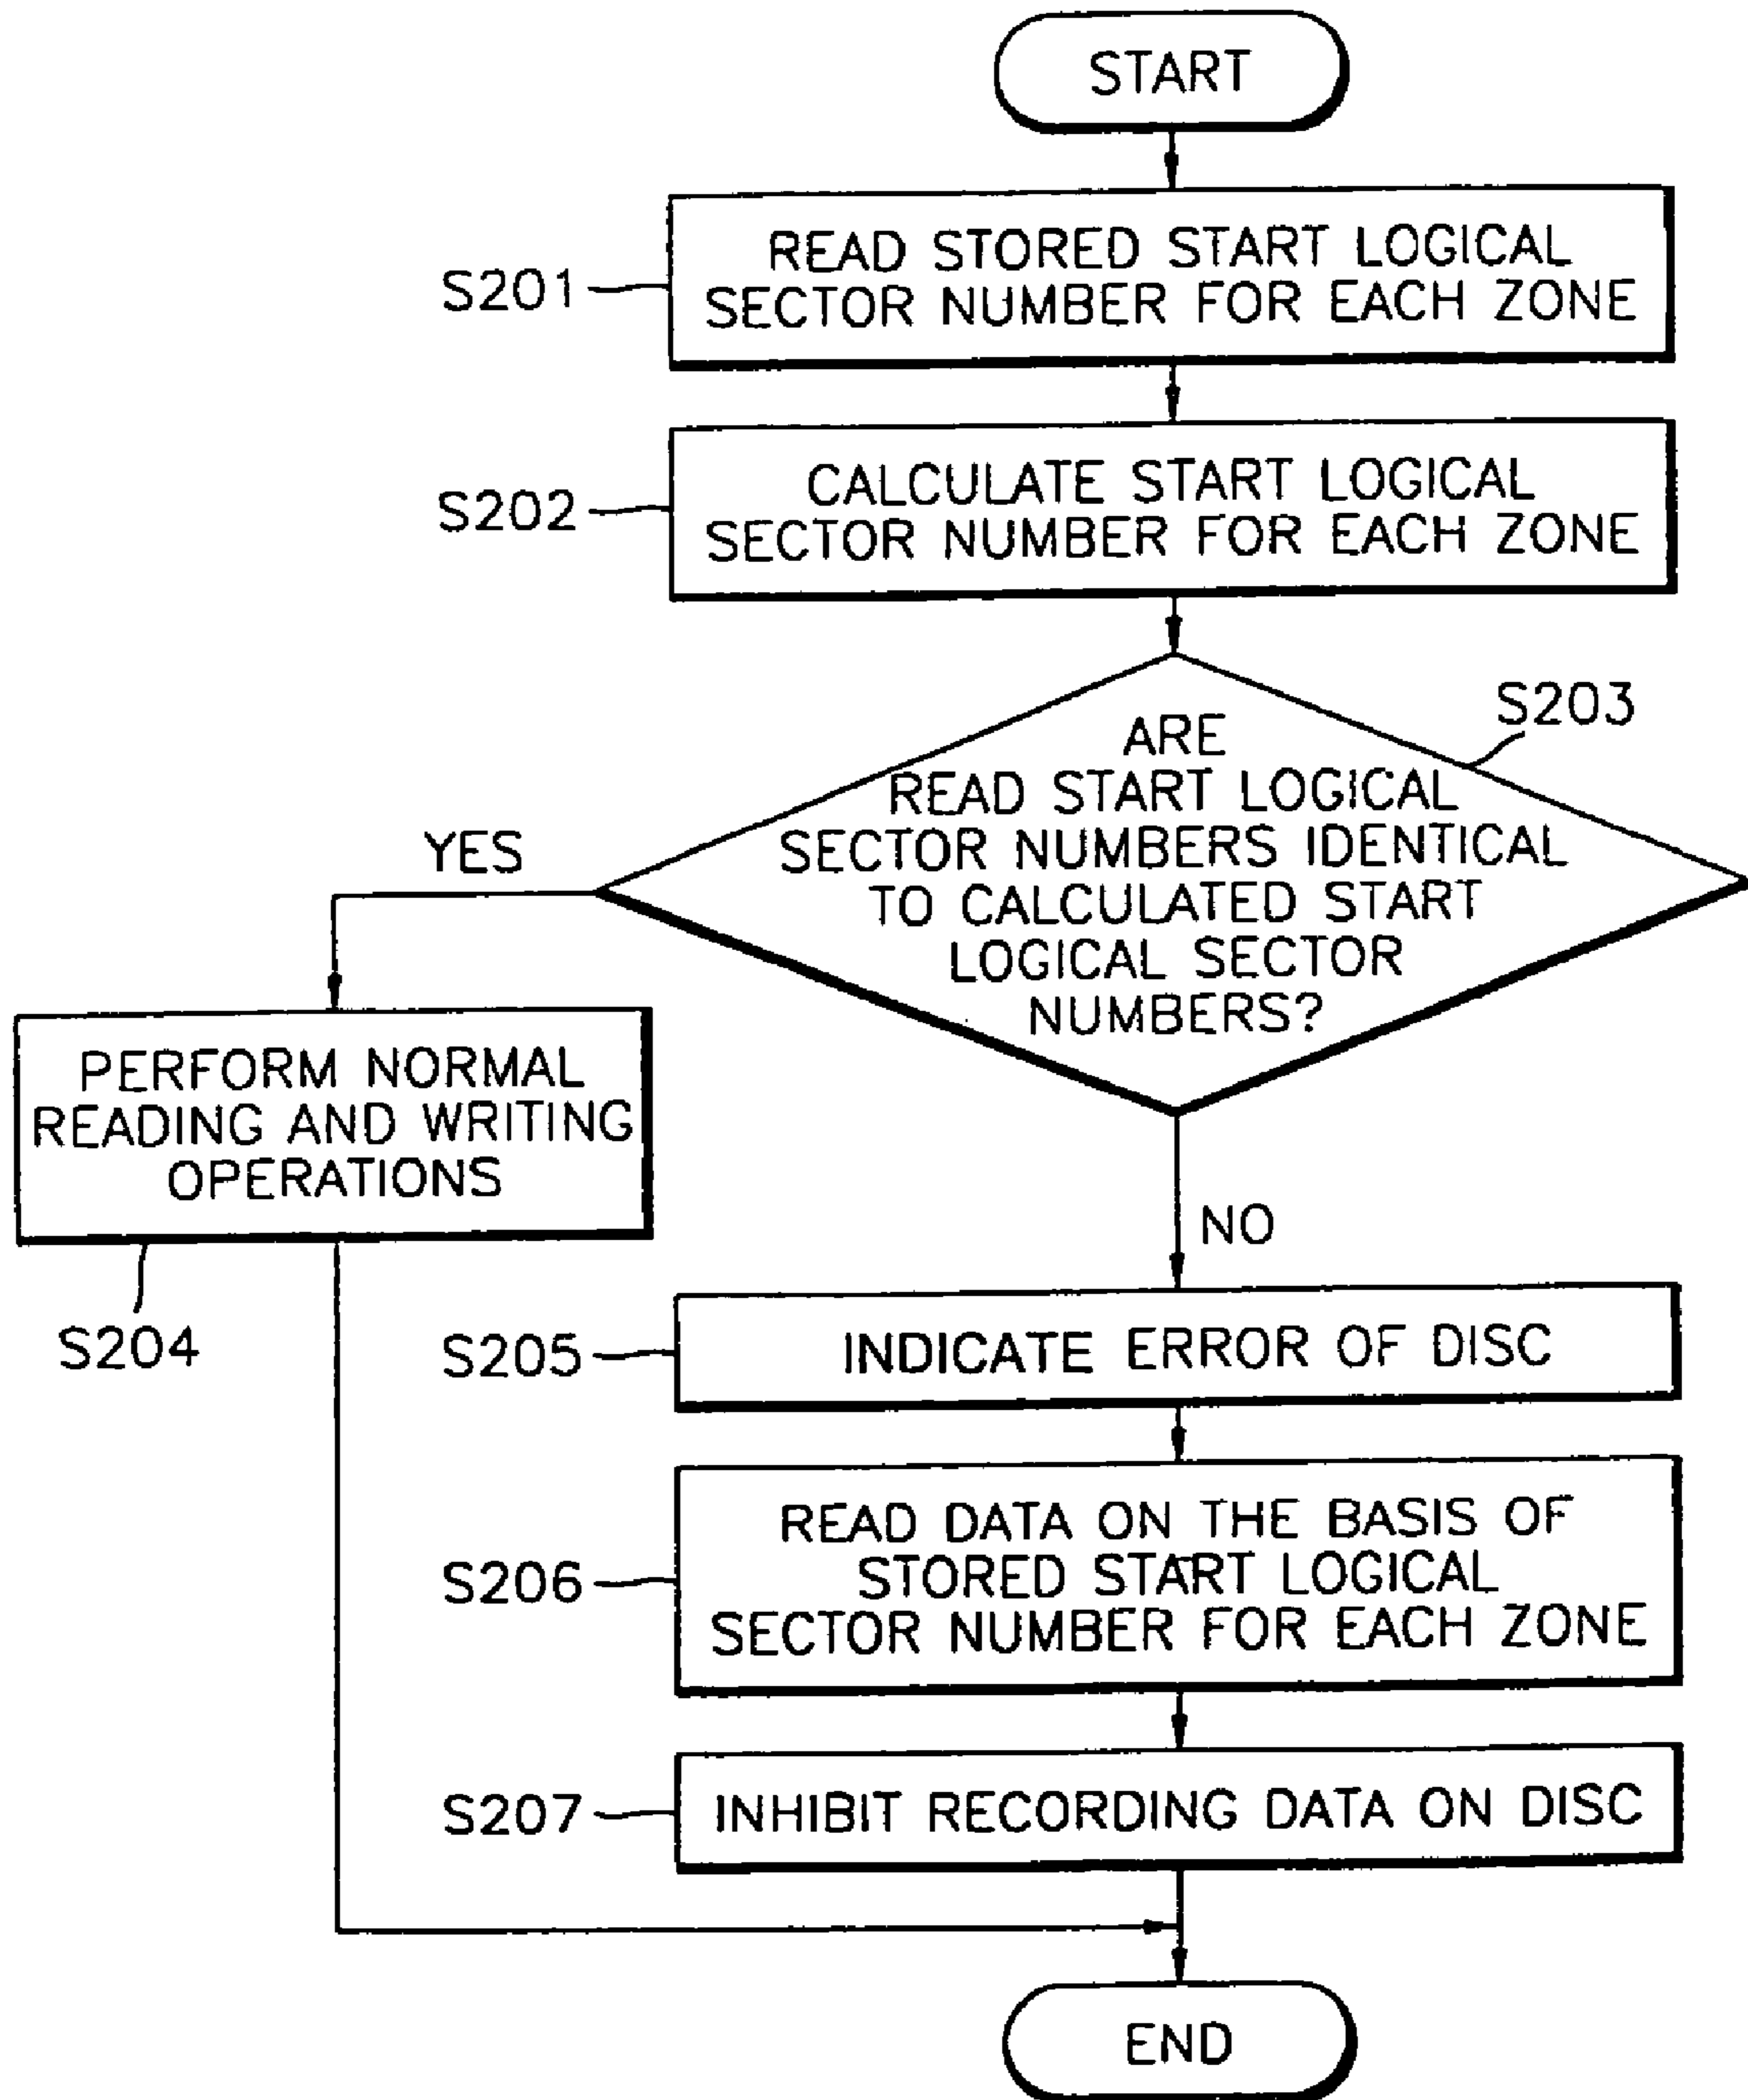 START
S201
READ STORED START LOGICAL
SECTOR NUMBER FOR EACH ZONE
S202
CALCULATE START LOGICAL
SECTOR NUMBER FOR EACH ZONE
S203
ARE
READ START LOGICAL
SECTOR NUMBERS IDENTICAL
TO CALCULATED START
LOGICAL SECTOR
NUMBERS?
YES
PERFORM NORMAL
READING AND WRITING
OPERATIONS
S204
NO
S205
INDICATE ERROR OF DISC
S206
READ DATA ON THE BASIS OF
STORED START LOGICAL
SECTOR NUMBER FOR EACH ZONE
S207
INHIBIT RECORDING DATA ON DISC
END